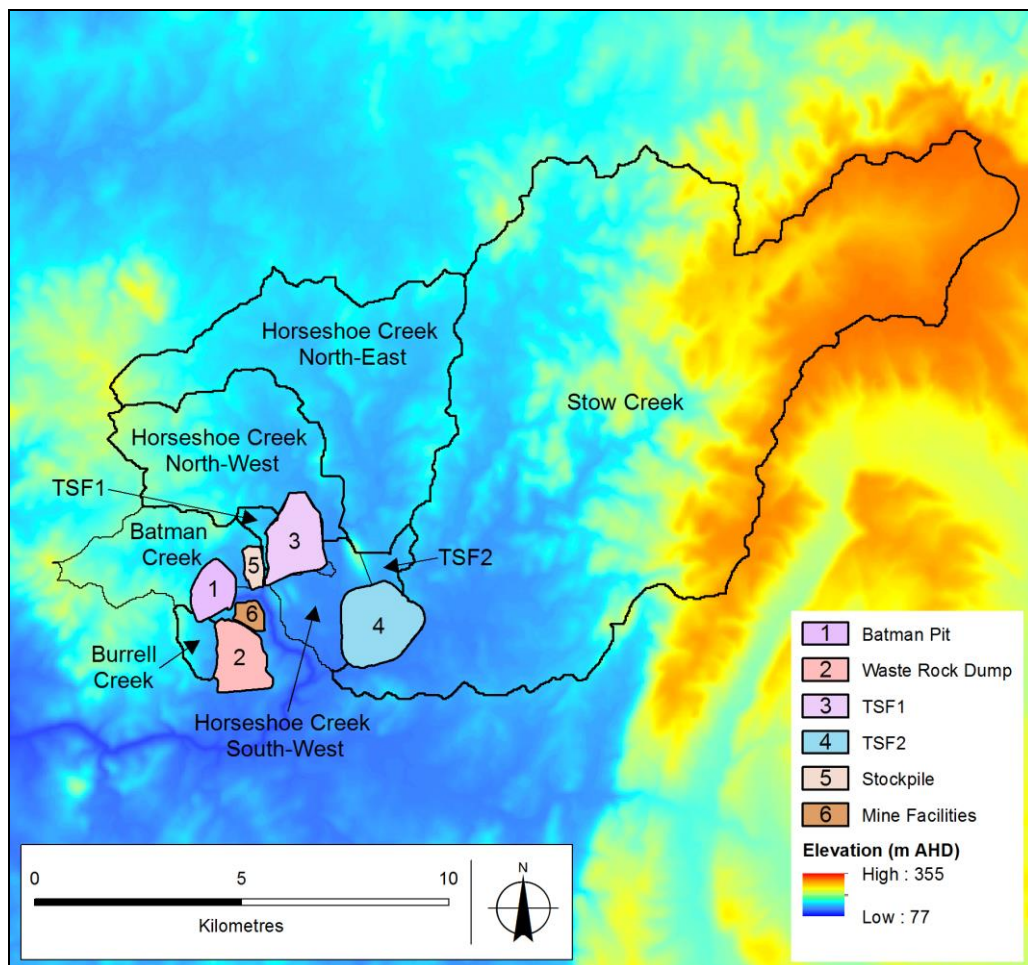 Horseshoe Creek
North-East
Stow Creek
Horseshoe Creek
North-West
TSF1
Batman
Creek
3
5
TSF2
1
6
4
Burrell
Creek
2
Horseshoe Creek
South-West
1 Batman Pit
2 Waste Rock Dump
3 TSF1
4 TSF2
5 Stockpile
6 Mine Facilities
Elevation (m AHD)
High : 355
Low : 77
0 5 10
Kilometres
N